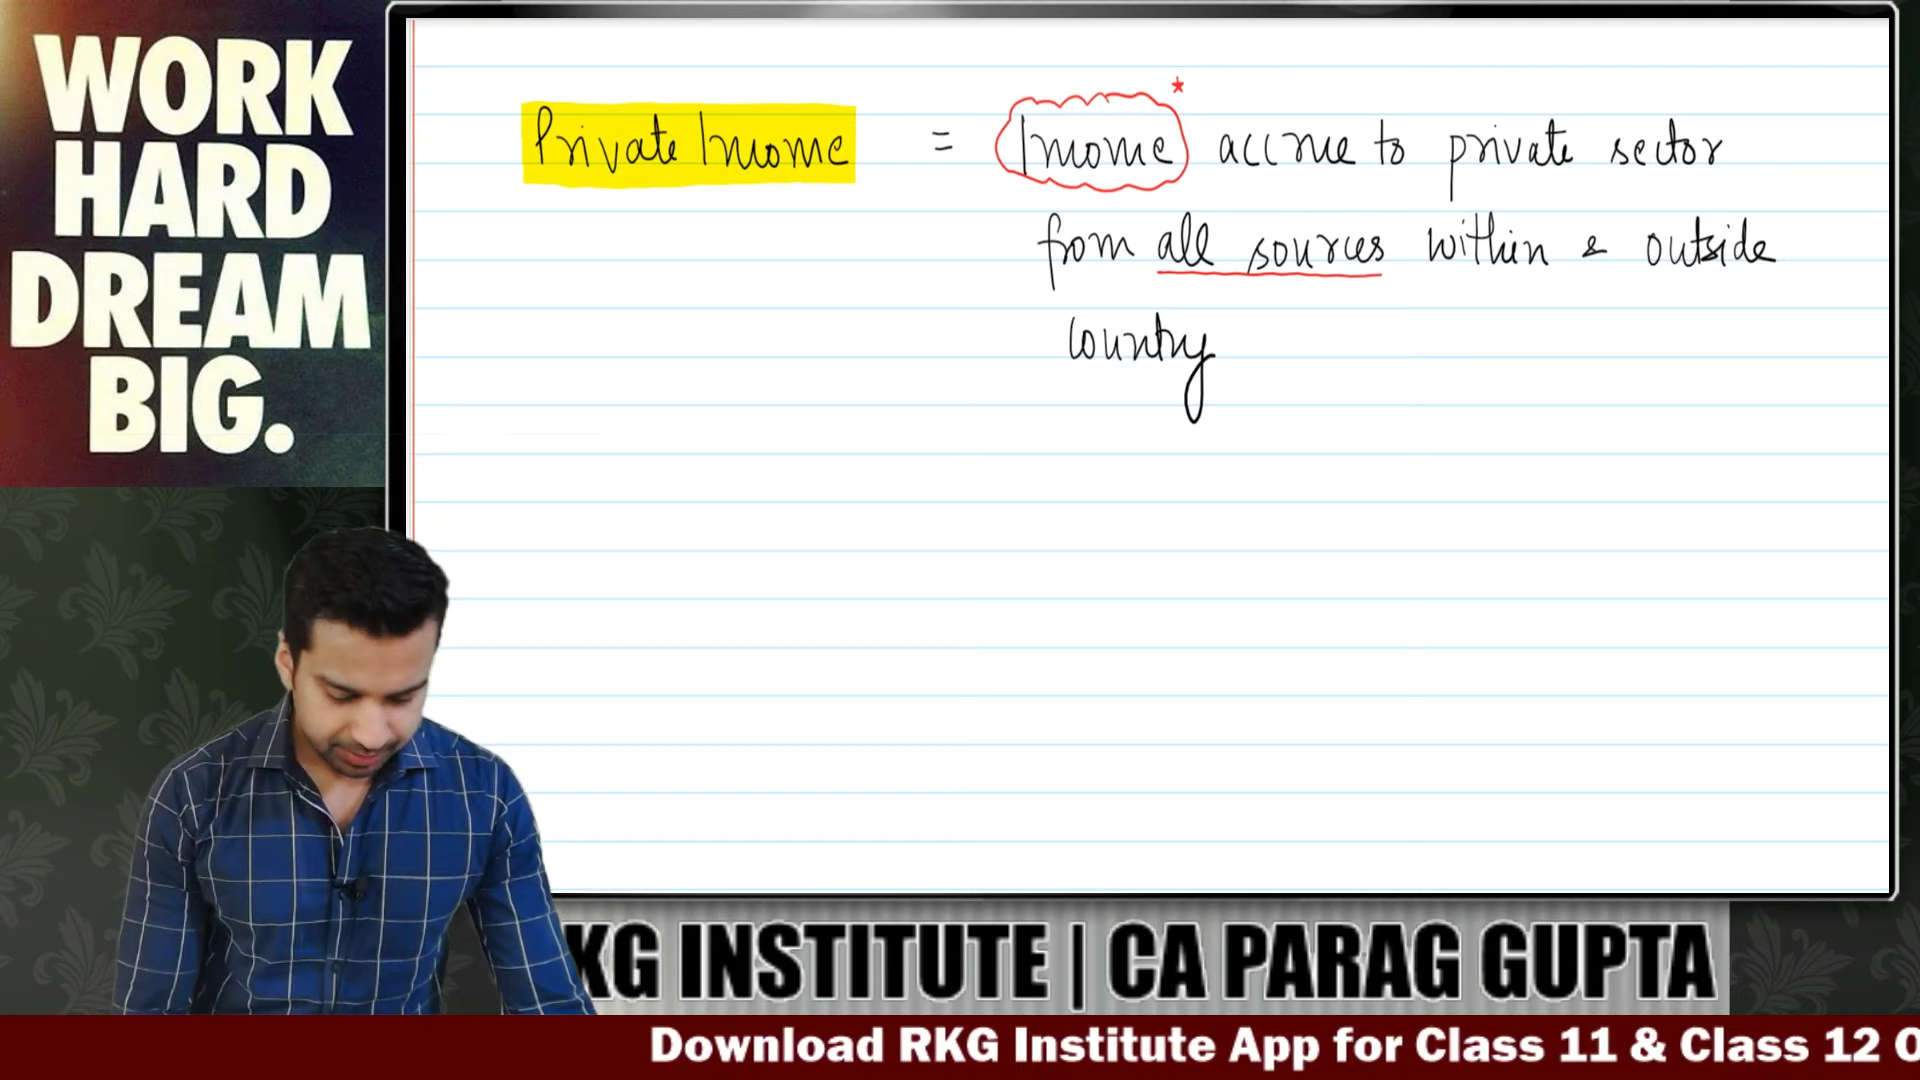 WORK
HARD
DREAM
BIG.
Private Income = Income accrue to private sector
from all sources within & outside
country
KG INSTITUTE | CA PARAG GUPTA
Download RKG Institute App for Class 11 & Class 12 O